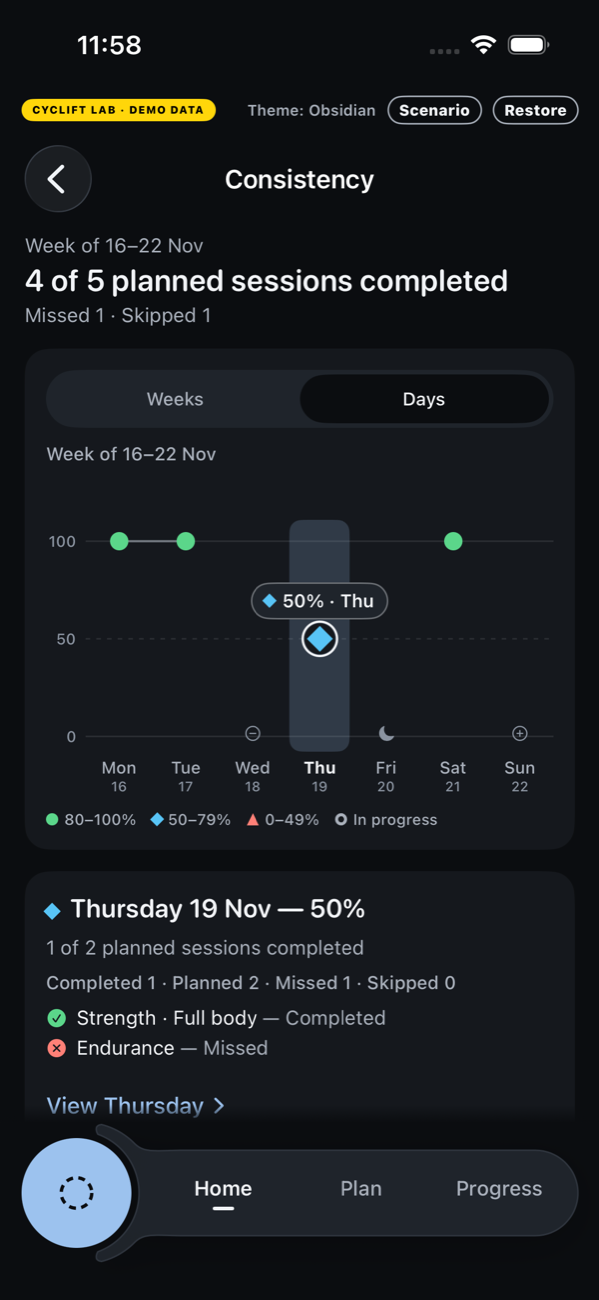 11:58
CYCLIFT LAB · DEMO DATA Theme: Obsidian Scenario Restore
Consistency
Week of 16–22 Nov
4 of 5 planned sessions completed
Missed 1 · Skipped 1
Weeks Days
Week of 16–22 Nov
100
50% · Thu
50
0
Mon Tue Wed Thu Fri Sat Sun
16 17 18 19 20 21 22
80–100% 50–79% 0–49% In progress
Thursday 19 Nov — 50%
1 of 2 planned sessions completed
Completed 1 · Planned 2 · Missed 1 · Skipped 0
Strength · Full body — Completed
Endurance — Missed
View Thursday
Home Plan Progress